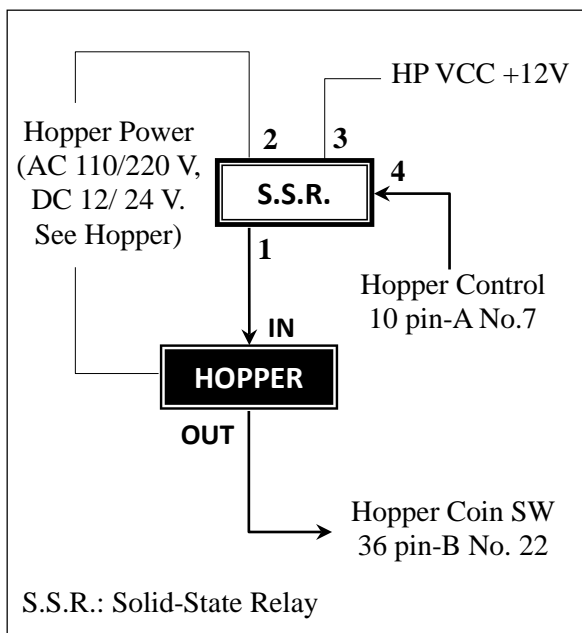 HP VCC +12V
Hopper Power
(AC 110/220 V,
DC 12/ 24 V.
See Hopper)
2
3
S.S.R.
4
1
Hopper Control
10 pin-A No.7
IN
HOPPER
OUT
Hopper Coin SW
36 pin-B No. 22
S.S.R.: Solid-State Relay